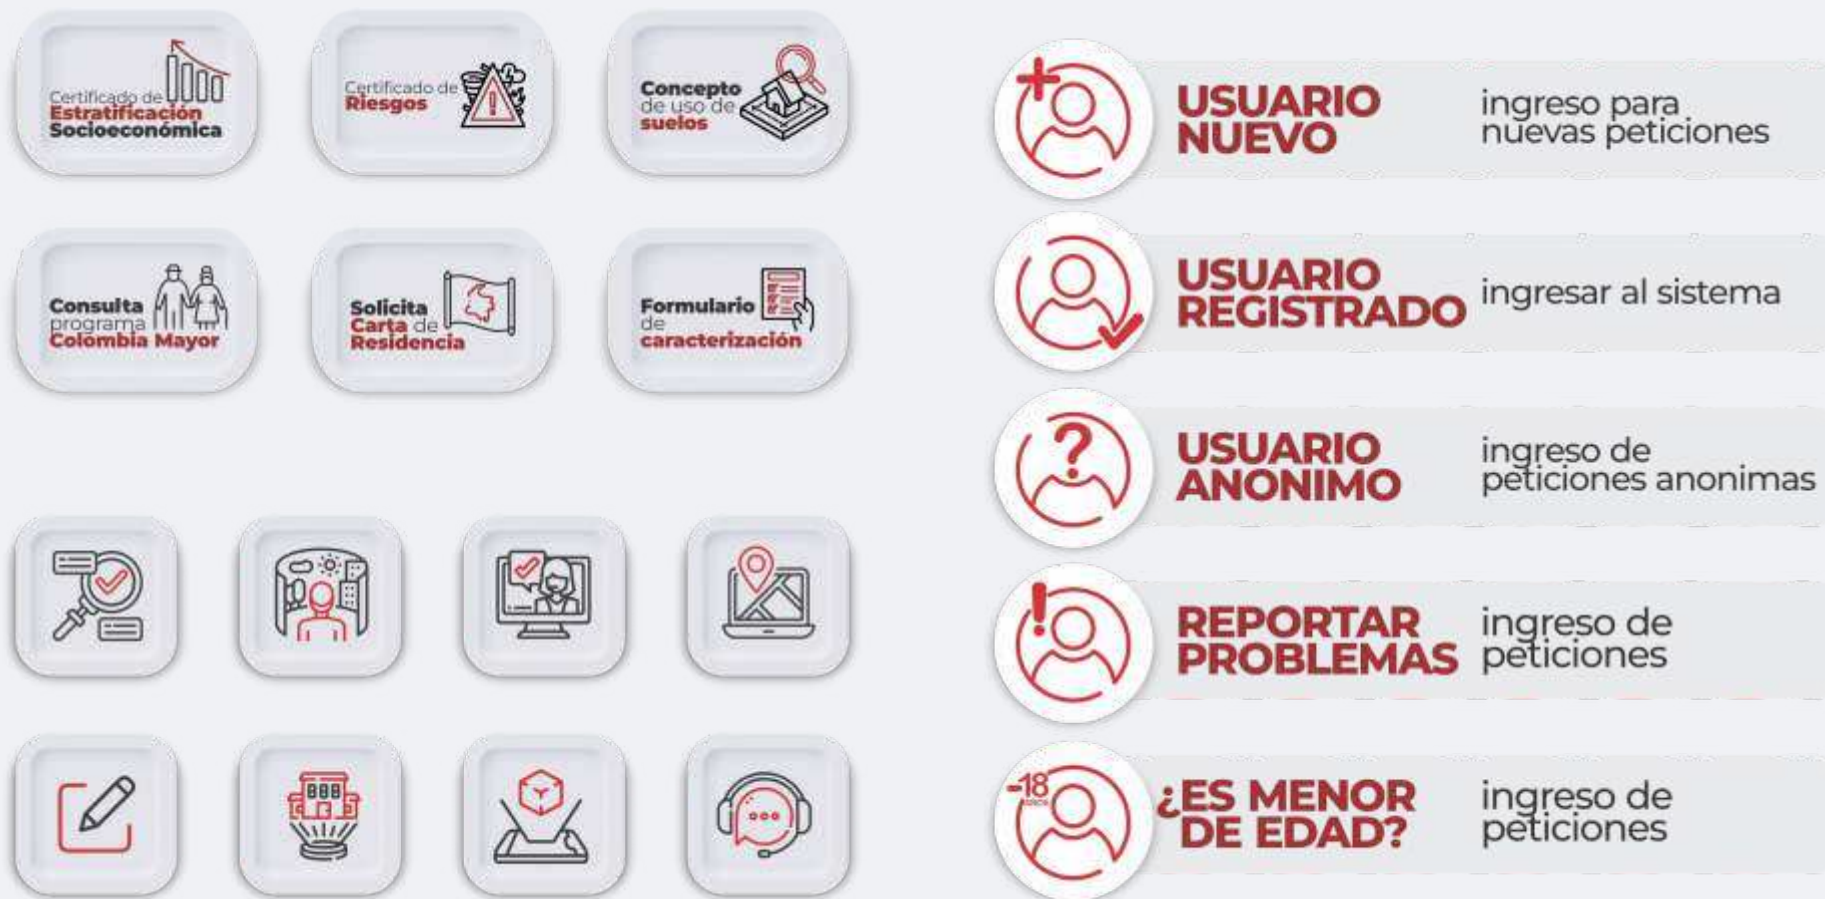 Certificado de
Estratificación
Socioeconómica
Certificado de
Riesgos
Concepto
de uso de
suelos
Consulta
programa
Colombia Mayor
Solicita
Carta de
Residencia
Formulario
de
caracterización
USUARIO
NUEVO
ingreso para
nuevas peticiones
USUARIO
REGISTRADO
ingresar al sistema
USUARIO
ANONIMO
ingreso de
peticiones anonimas
REPORTAR
PROBLEMAS
ingreso de
peticiones
-18
¿ES MENOR
DE EDAD?
ingreso de
peticiones